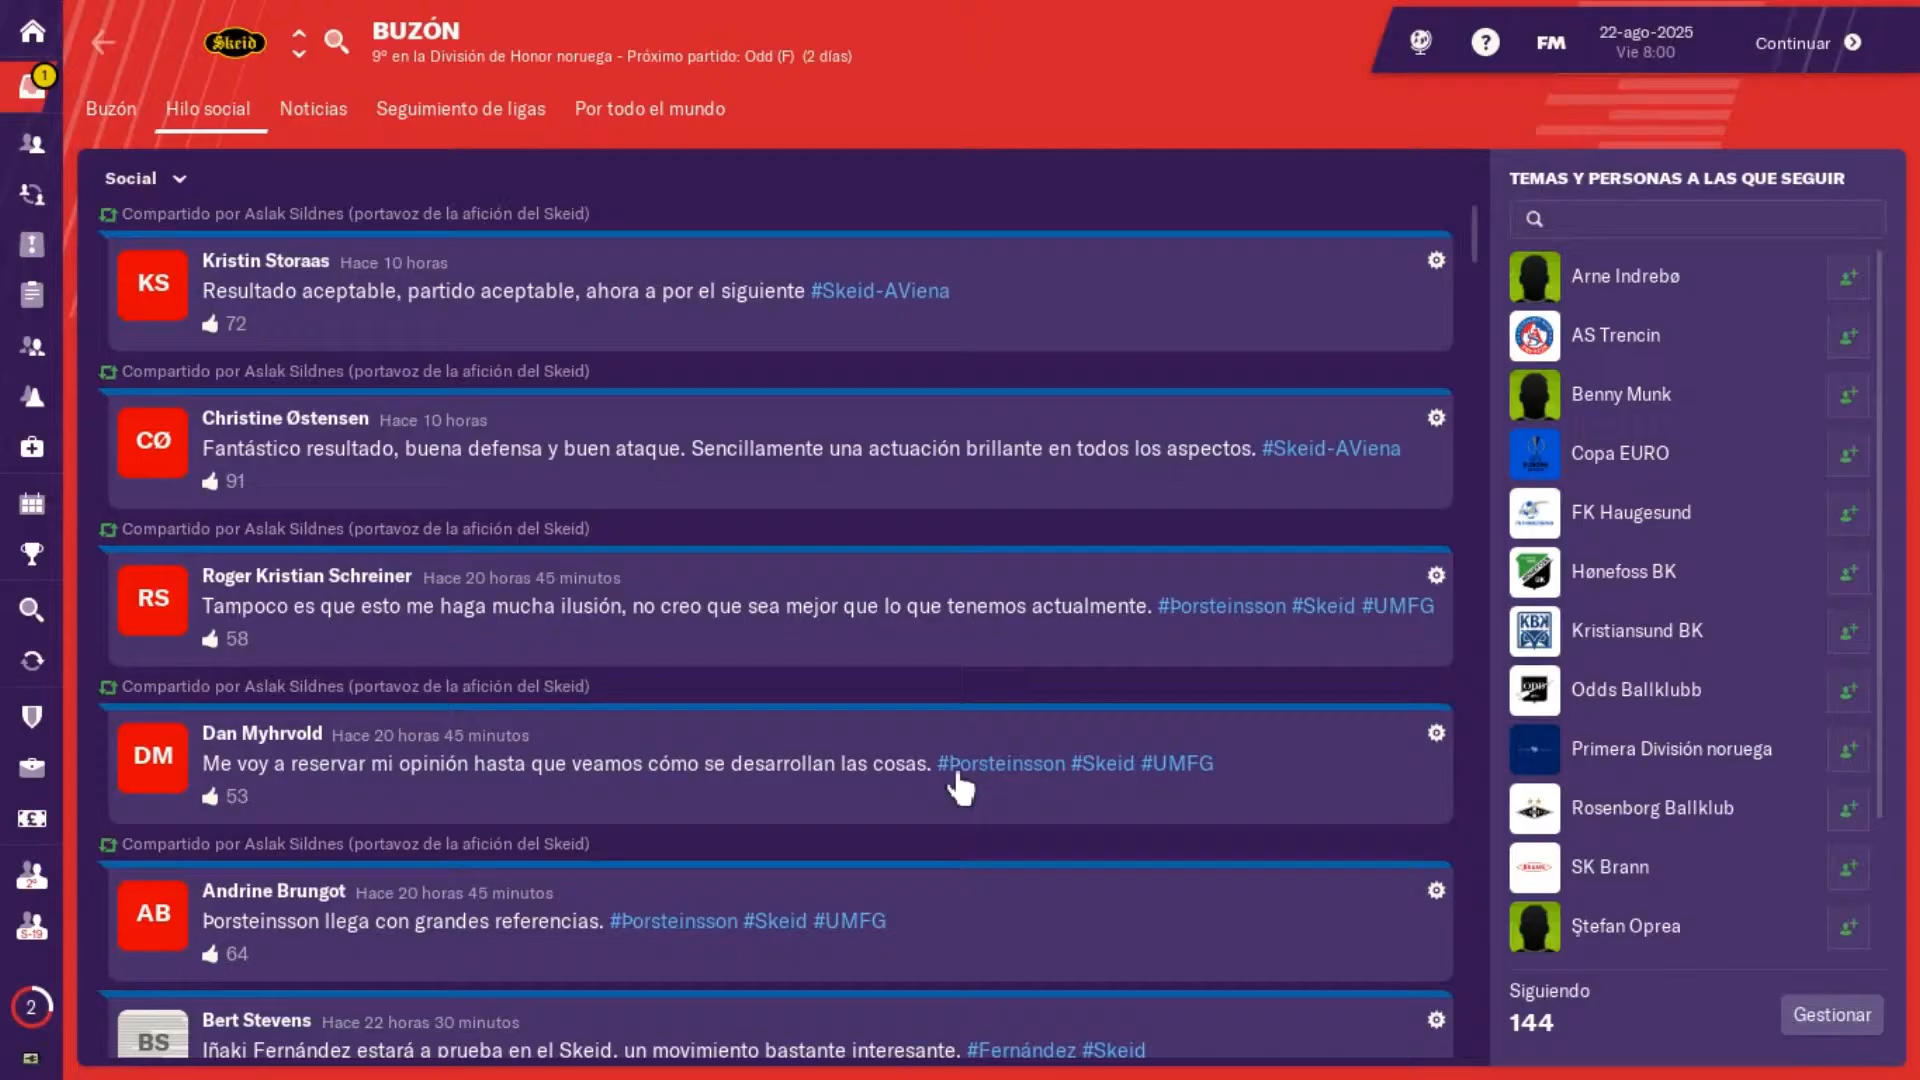 1
Skeid
BUZÓN
9º en la División de Honor noruega - Próximo partido: Odd (F) (2 días)
?
FM
22-ago-2025
Vie 8:00
Continuar
Buzón
Hilo social
Noticias
Seguimiento de ligas
Por todo el mundo
Social
Compartido por Aslak Sildnes (portavoz de la afición del Skeid)
KS
Kristin Storaas Hace 10 horas
Resultado aceptable, partido aceptable, ahora a por el siguiente #Skeid-AViena
72
Compartido por Aslak Sildnes (portavoz de la afición del Skeid)
CØ
Christine Østensen Hace 10 horas
Fantástico resultado, buena defensa y buen ataque. Sencillamente una actuación brillante en todos los aspectos. #Skeid-AViena
91
Compartido por Aslak Sildnes (portavoz de la afición del Skeid)
RS
Roger Kristian Schreiner Hace 20 horas 45 minutos
Tampoco es que esto me haga mucha ilusión, no creo que sea mejor que lo que tenemos actualmente. #Þorsteinsson #Skeid #UMFG
58
Compartido por Aslak Sildnes (portavoz de la afición del Skeid)
DM
Dan Myhrvold Hace 20 horas 45 minutos
Me voy a reservar mi opinión hasta que veamos cómo se desarrollan las cosas. #Þorsteinsson #Skeid #UMFG
53
Compartido por Aslak Sildnes (portavoz de la afición del Skeid)
AB
Andrine Brungot Hace 20 horas 45 minutos
Þorsteinsson llega con grandes referencias. #Þorsteinsson #Skeid #UMFG
64
BS
Bert Stevens Hace 22 horas 30 minutos
Iñaki Fernández estará a prueba en el Skeid, un movimiento bastante interesante. #Fernández #Skeid
TEMAS Y PERSONAS A LAS QUE SEGUIR
Arne Indrebø
AS Trencin
Benny Munk
Copa EURO
FK Haugesund
Hønefoss BK
KBK
Kristiansund BK
ODD
Odds Ballklubb
Primera División noruega
Rosenborg Ballklub
BRANN
SK Brann
Ştefan Oprea
Siguiendo
144
Gestionar
2ª
S-19
2